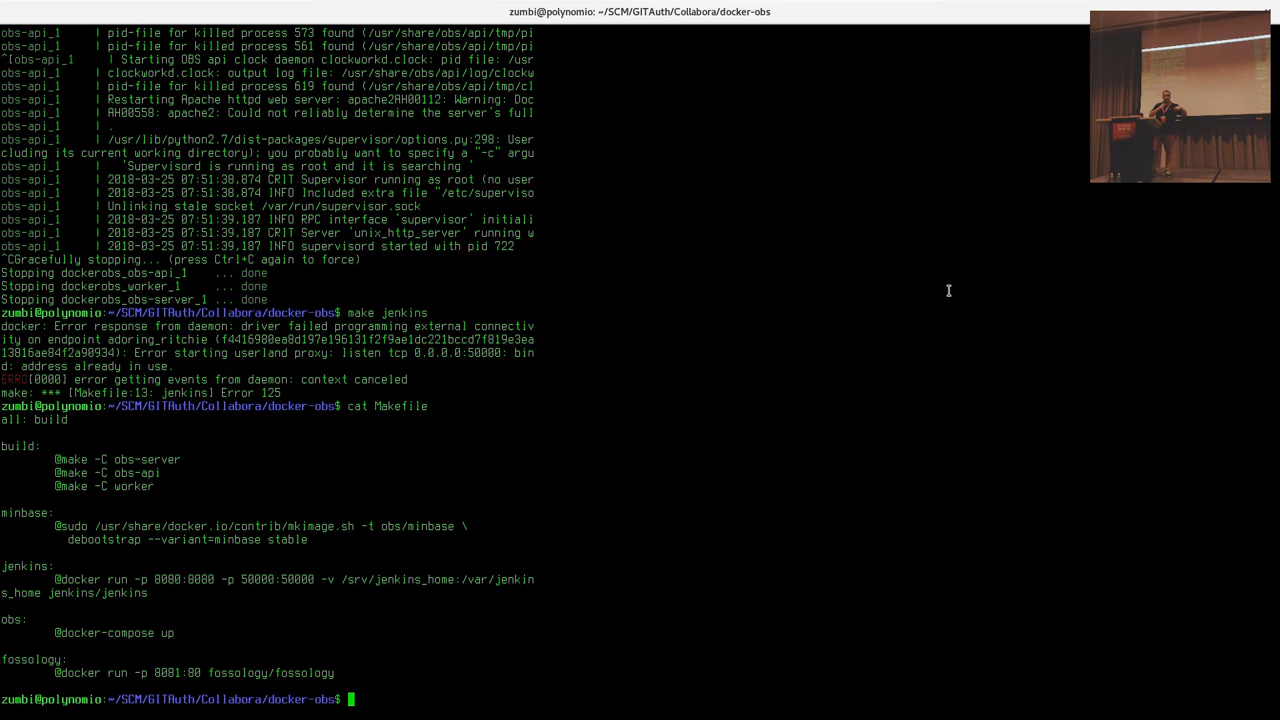 zumbi@polynomio: ~/SCM/GITAuth/Collabora/docker-obs
obs-api_1     | pid-file for killed process 573 found (/usr/share/obs/api/tmp/pi
obs-api_1     | pid-file for killed process 561 found (/usr/share/obs/api/tmp/pi
^[obs-api_1     | Starting OBS api clock daemon clockworkd.clock: pid file: /usr
obs-api_1     | clockworkd.clock: output log file: /usr/share/obs/api/log/clockw
obs-api_1     | pid-file for killed process 619 found (/usr/share/obs/api/tmp/cl
obs-api_1     | Restarting Apache httpd web server: apache2AH00112: Warning: Doc
obs-api_1     | AH00558: apache2: Could not reliably determine the server's full
obs-api_1     | .
obs-api_1     | /usr/lib/python2.7/dist-packages/supervisor/options.py:298: User
cluding its current working directory); you probably want to specify a "-c" argu
obs-api_1     |   'Supervisord is running as root and it is searching '
obs-api_1     | 2018-03-25 07:51:38,874 CRIT Supervisor running as root (no user
obs-api_1     | 2018-03-25 07:51:38,874 INFO Included extra file "/etc/superviso
obs-api_1     | Unlinking stale socket /var/run/supervisor.sock
obs-api_1     | 2018-03-25 07:51:39,187 INFO RPC interface 'supervisor' initiali
obs-api_1     | 2018-03-25 07:51:39,187 CRIT Server 'unix_http_server' running w
obs-api_1     | 2018-03-25 07:51:39,187 INFO supervisord started with pid 722
^CGracefully stopping... (press Ctrl+C again to force)
Stopping dockerobs_obs-api_1    ... done
Stopping dockerobs_worker_1     ... done
Stopping dockerobs_obs-server_1 ... done
zumbi@polynomio:~/SCM/GITAuth/Collabora/docker-obs$ make jenkins
docker: Error response from daemon: driver failed programming external connectiv
ity on endpoint adoring_ritchie (f4416980ea8d197e196131f2f9ae1dc221bccd7f819e3ea
13816ae84f2a90934): Error starting userland proxy: listen tcp 0.0.0.0:50000: bin
d: address already in use.
ERRO[0000] error getting events from daemon: context canceled
make: *** [Makefile:13: jenkins] Error 125
zumbi@polynomio:~/SCM/GITAuth/Collabora/docker-obs$ cat Makefile
all: build
build:
@make -C obs-server
@make -C obs-api
@make -C worker
minbase:
@sudo /usr/share/docker.io/contrib/mkimage.sh -t obs/minbase \
debootstrap --variant=minbase stable
jenkins:
@docker run -p 8080:8080 -p 50000:50000 -v /srv/jenkins_home:/var/jenkin
s_home jenkins/jenkins
obs:
@docker-compose up
fossology:
@docker run -p 8081:80 fossology/fossology
zumbi@polynomio:~/SCM/GITAuth/Collabora/docker-obs$